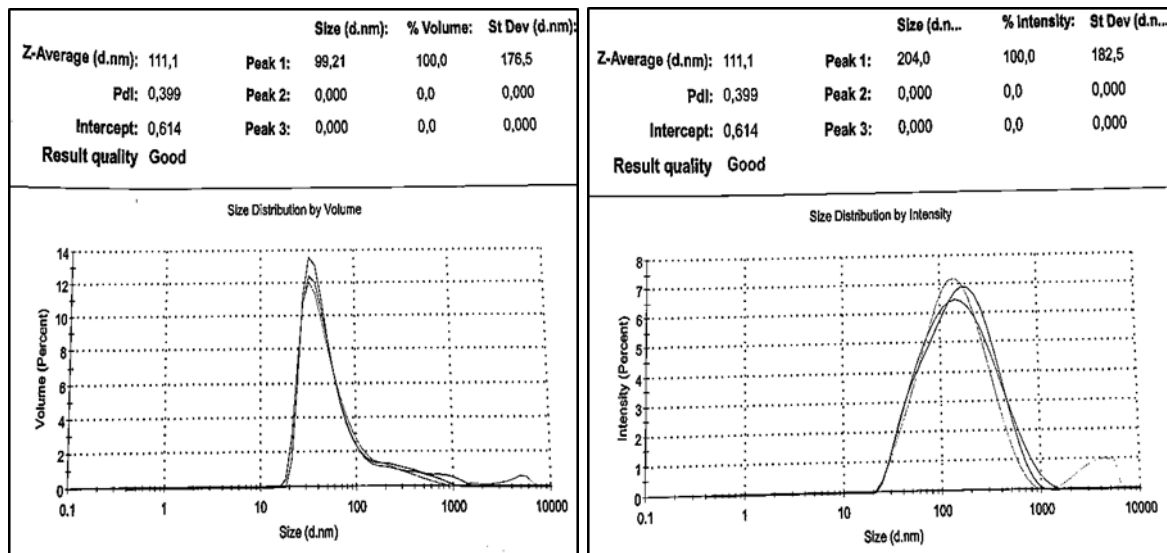 Size (d.nm): % Volume: St Dev (d.nm):
Z-Average (d.nm): 111,1 Peak 1: 99,21 100,0 176,5
PdI: 0,399 Peak 2: 0,000 0,0 0,000
Intercept: 0,614 Peak 3: 0,000 0,0 0,000
Result quality Good
Size Distribution by Volume
Volume (Percent)
14
12
10
8
6
4
2
0
0.1 1 10 100 1000 10000
Size (d.nm)
Size (d.n... % Intensity: St Dev (d.n...
Z-Average (d.nm): 111,1 Peak 1: 204,0 100,0 182,5
PdI: 0,399 Peak 2: 0,000 0,0 0,000
Intercept: 0,614 Peak 3: 0,000 0,0 0,000
Result quality Good
Size Distribution by Intensity
Intensity (Percent)
8
7
6
5
4
3
2
1
0
0.1 1 10 100 1000 10000
Size (d.nm)